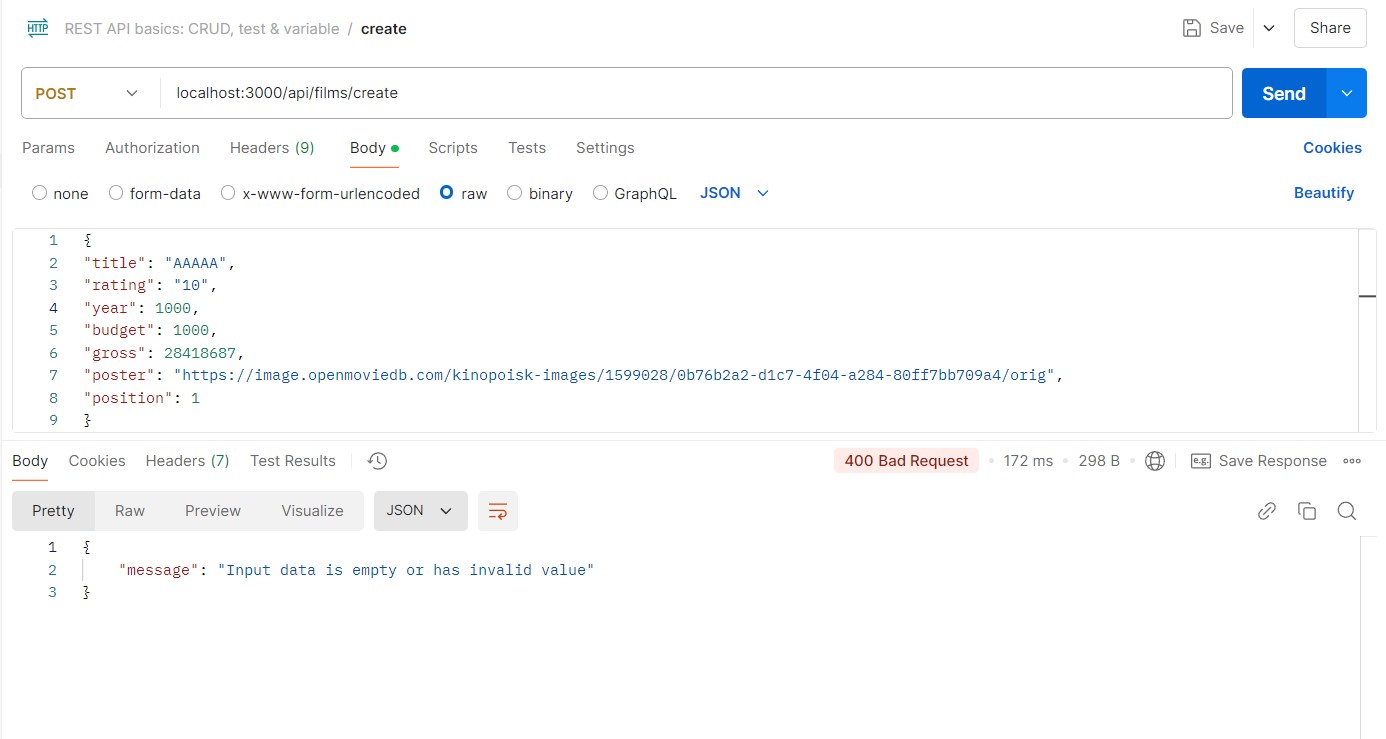 HTTP REST API basics: CRUD, test & variable / create Save Share
POST localhost:3000/api/films/create Send
Params Authorization Headers (9) Body Scripts Tests Settings Cookies
none form-data x-www-form-urlencoded raw binary GraphQL JSON Beautify
1 {
2 "title": "AAAAA",
3 "rating": "10",
4 "year": 1000,
5 "budget": 1000,
6 "gross": 28418687,
7 "poster": "https://image.openmoviedb.com/kinopoisk-images/1599028/0b76b2a2-d1c7-4f04-a284-80ff7bb709a4/orig",
8 "position": 1
9 }
Body Cookies Headers (7) Test Results 400 Bad Request 172 ms 298 B e.g. Save Response
Pretty Raw Preview Visualize JSON
1 {
2 "message": "Input data is empty or has invalid value"
3 }